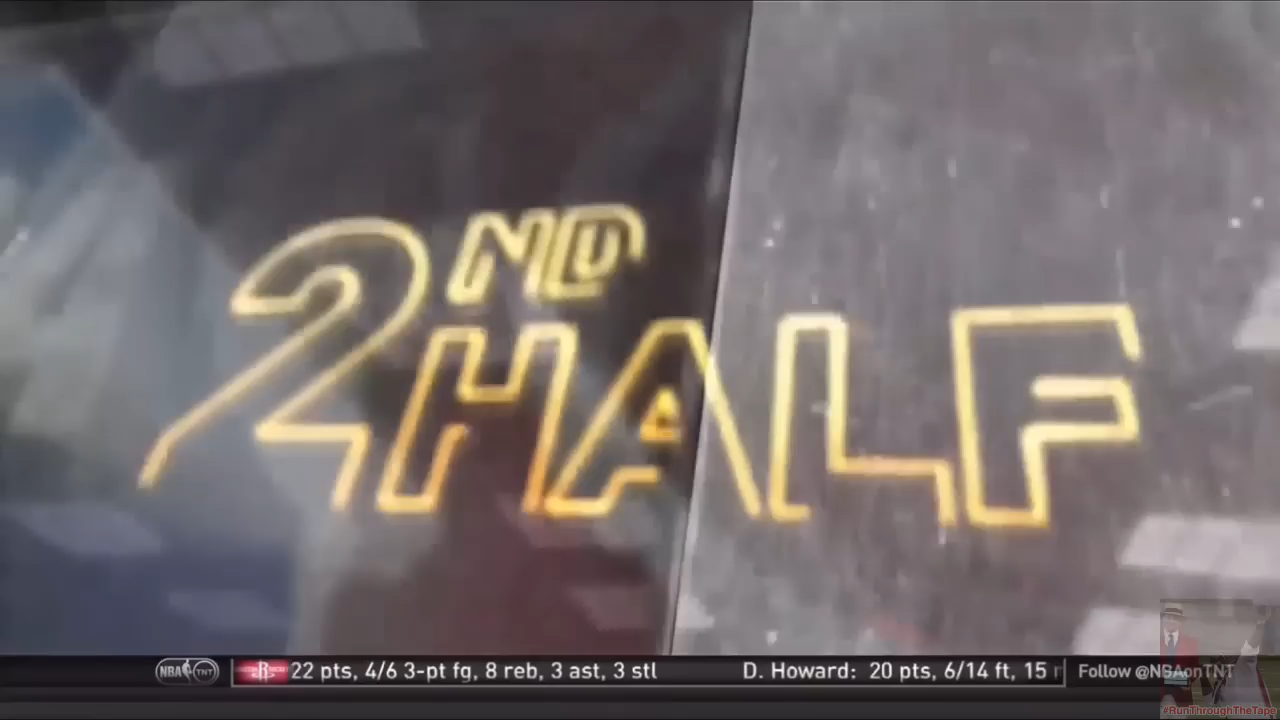 2ND
HALF
NBA TNT
22 pts, 4/6 3-pt fg, 8 reb, 3 ast, 3 stl
D. Howard: 20 pts, 6/14 ft, 15 r
Follow @NBAonTNT
#RunThroughTheTape